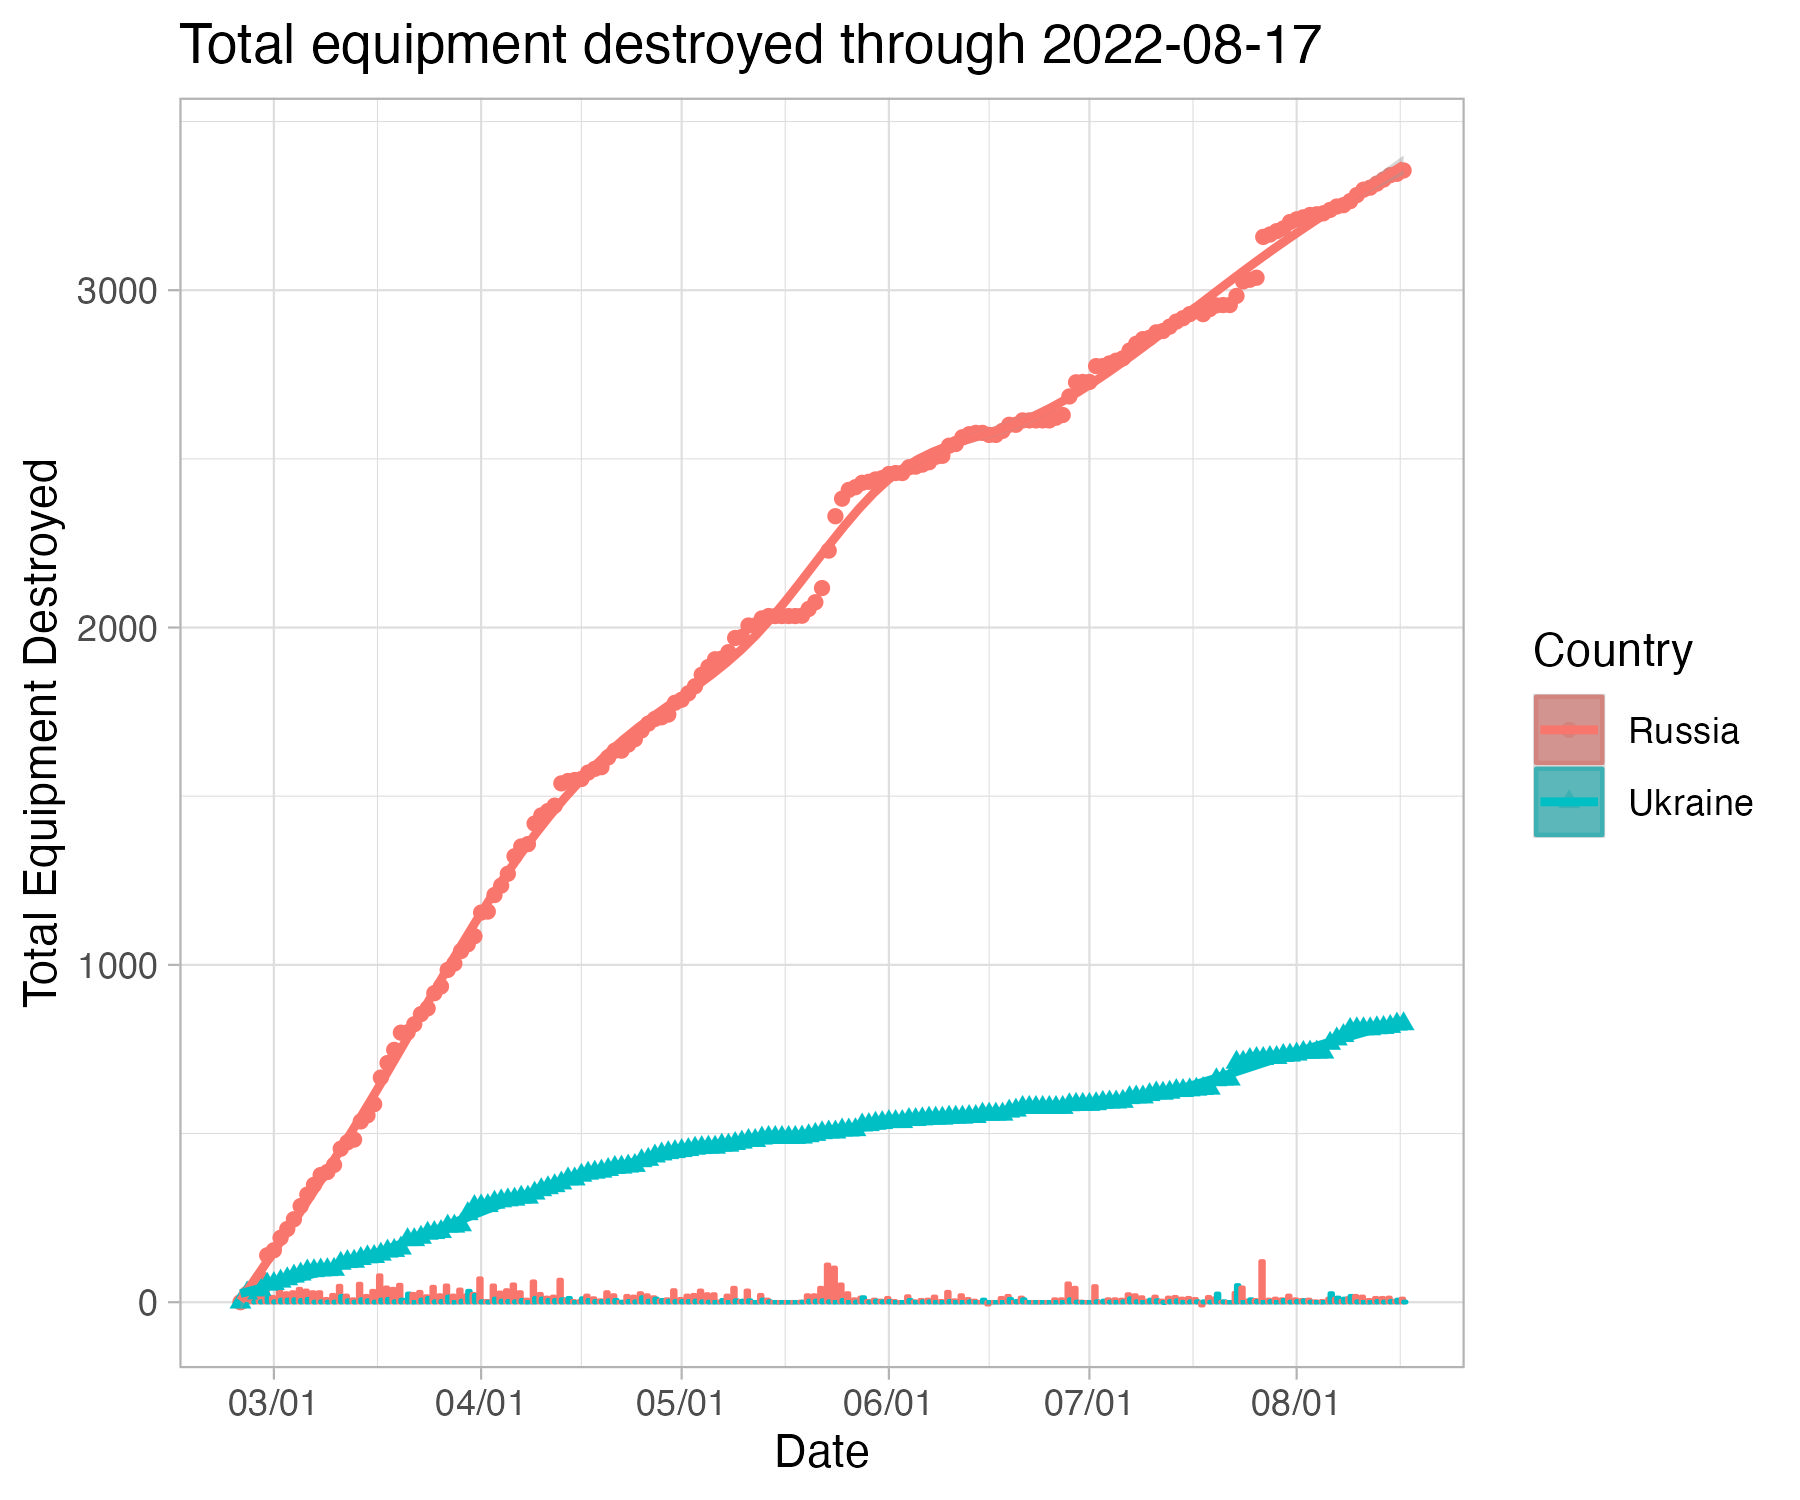 Total equipment destroyed through 2022-08-17
Total Equipment Destroyed
3000
2000
1000
0
03/01
04/01
05/01
06/01
07/01
08/01
Date
Country
Russia
Ukraine